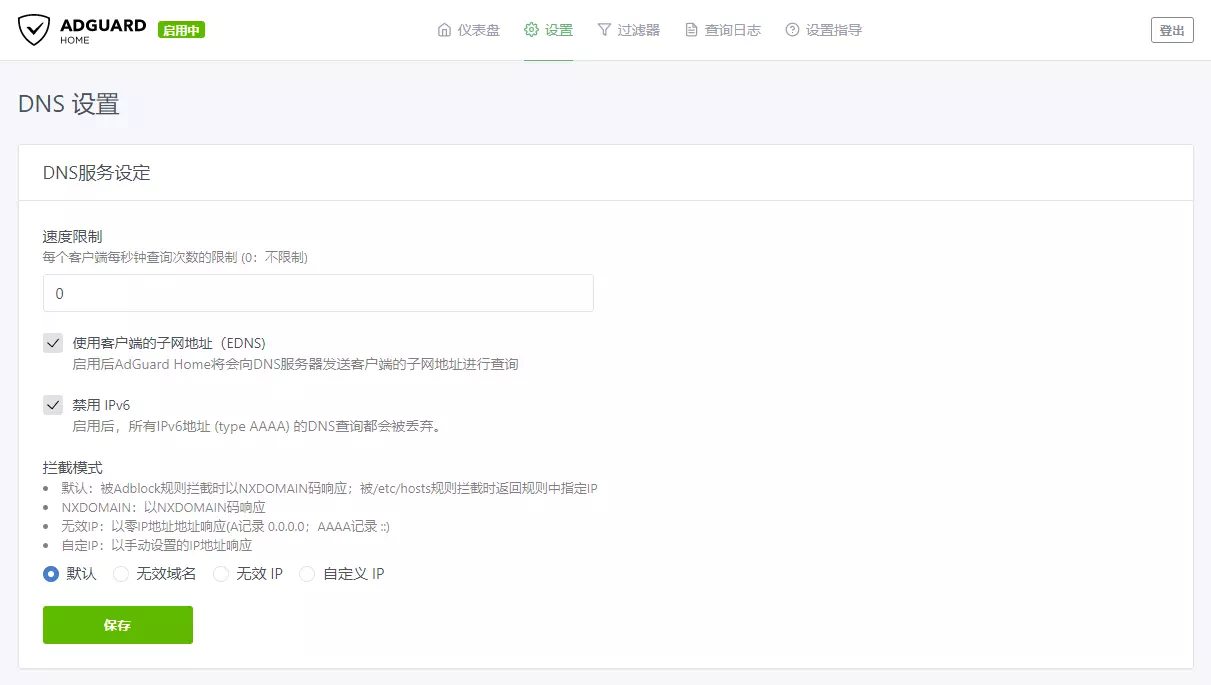 ADGUARD
HOME
启用中
仪表盘
设置
过滤器
查询日志
设置指导
登出
DNS 设置
DNS服务设定
速度限制
每个客户端每秒钟查询次数的限制 (0：不限制)
0
使用客户端的子网地址（EDNS)
启用后AdGuard Home将会向DNS服务器发送客户端的子网地址进行查询
禁用 IPv6
启用后，所有IPv6地址 (type AAAA) 的DNS查询都会被丢弃。
拦截模式
• 默认：被Adblock规则拦截时以NXDOMAIN码响应；被/etc/hosts规则拦截时返回规则中指定IP
• NXDOMAIN：以NXDOMAIN码响应
• 无效IP：以零IP地址地址响应(A记录 0.0.0.0；AAAA记录 ::)
• 自定IP：以手动设置的IP地址响应
默认 无效域名 无效 IP 自定义 IP
保存